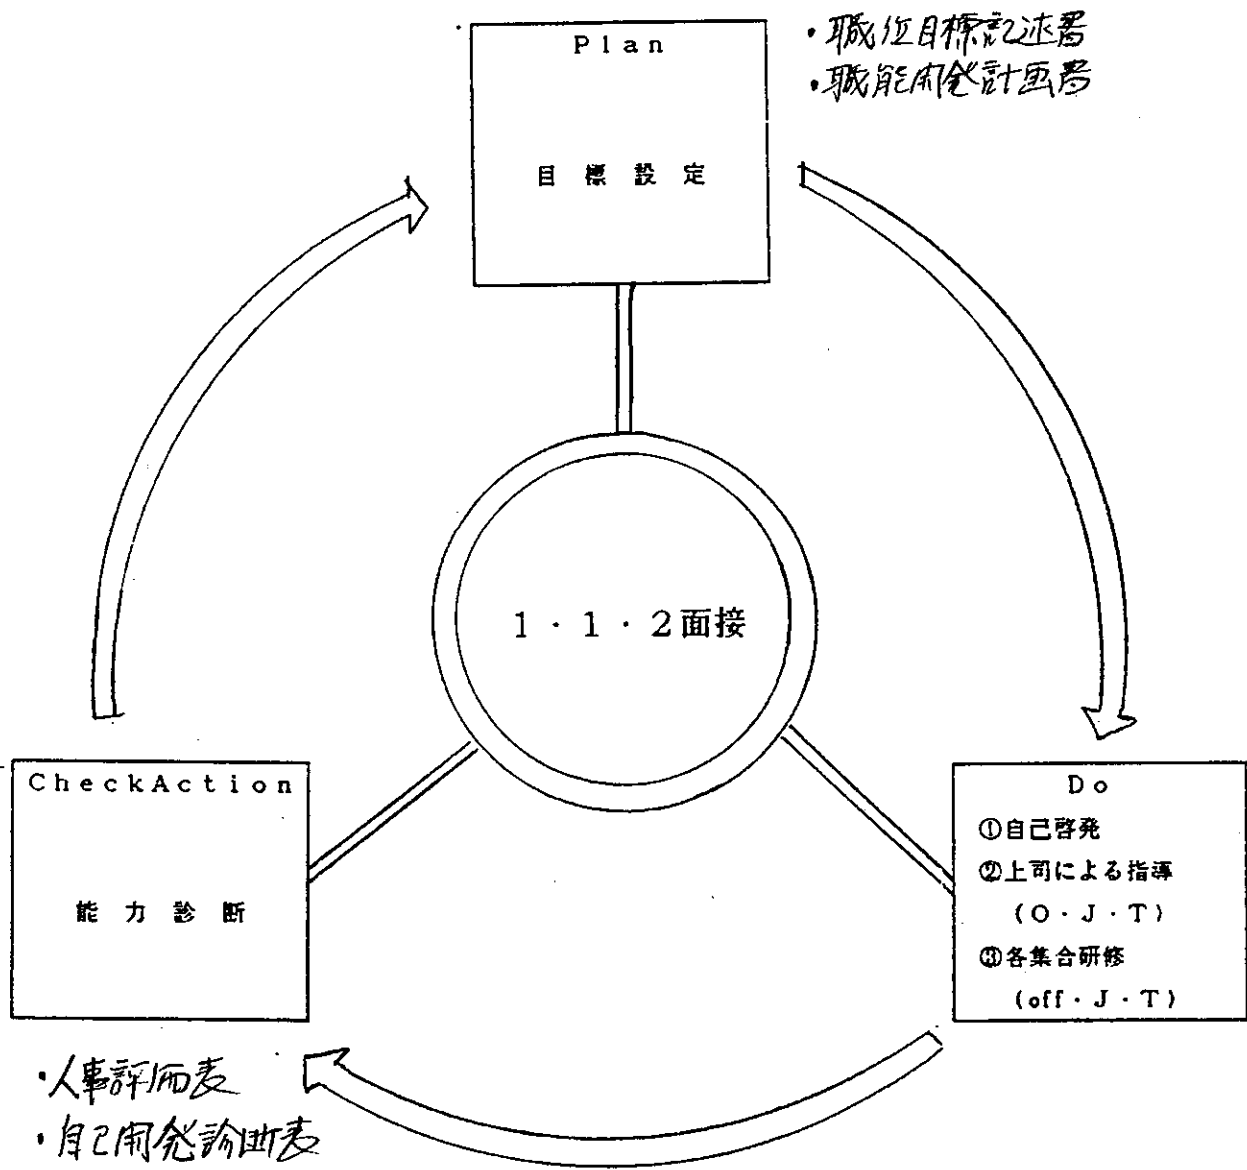 Plan
目標設定
・職位目標記述書
・職能開発計画書
1・1・2面接
CheckAction
能力診断
・人事評価表
・自己開発診断表
Do
①自己啓発
②上司による指導
(O・J・T)
③各集合研修
(off・J・T)